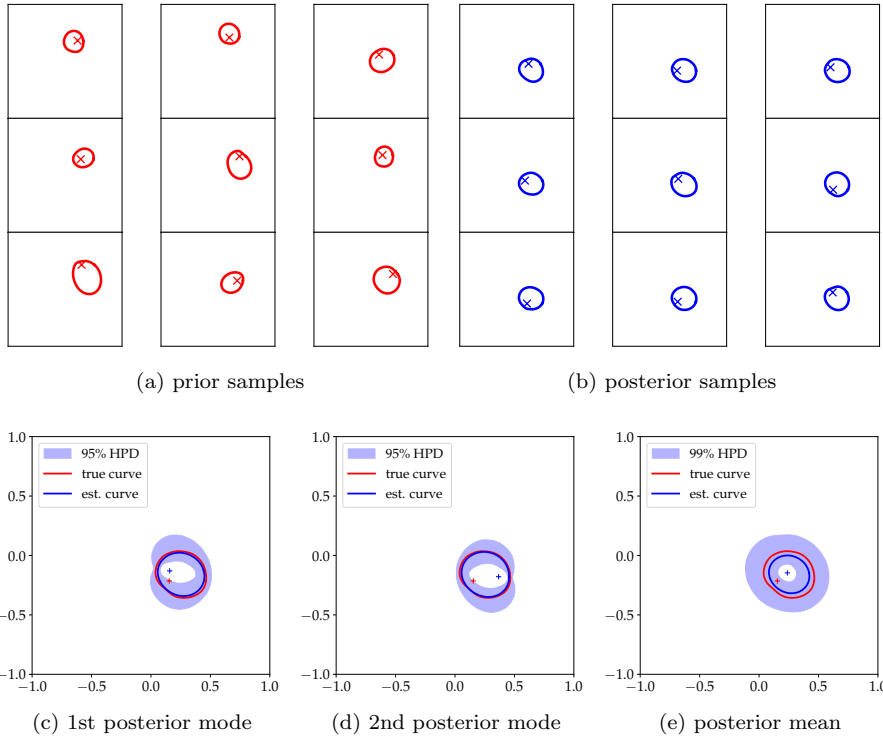 (a) prior samples
(b) posterior samples
1.0
0.5
0.0
−0.5
−1.0
−1.0
−0.5
0.0
0.5
1.0
95% HPD
true curve
est. curve
(c) 1st posterior mode
1.0
0.5
0.0
−0.5
−1.0
−1.0
−0.5
0.0
0.5
1.0
95% HPD
true curve
est. curve
(d) 2nd posterior mode
1.0
0.5
0.0
−0.5
−1.0
−1.0
−0.5
0.0
0.5
1.0
99% HPD
true curve
est. curve
(e) posterior mean